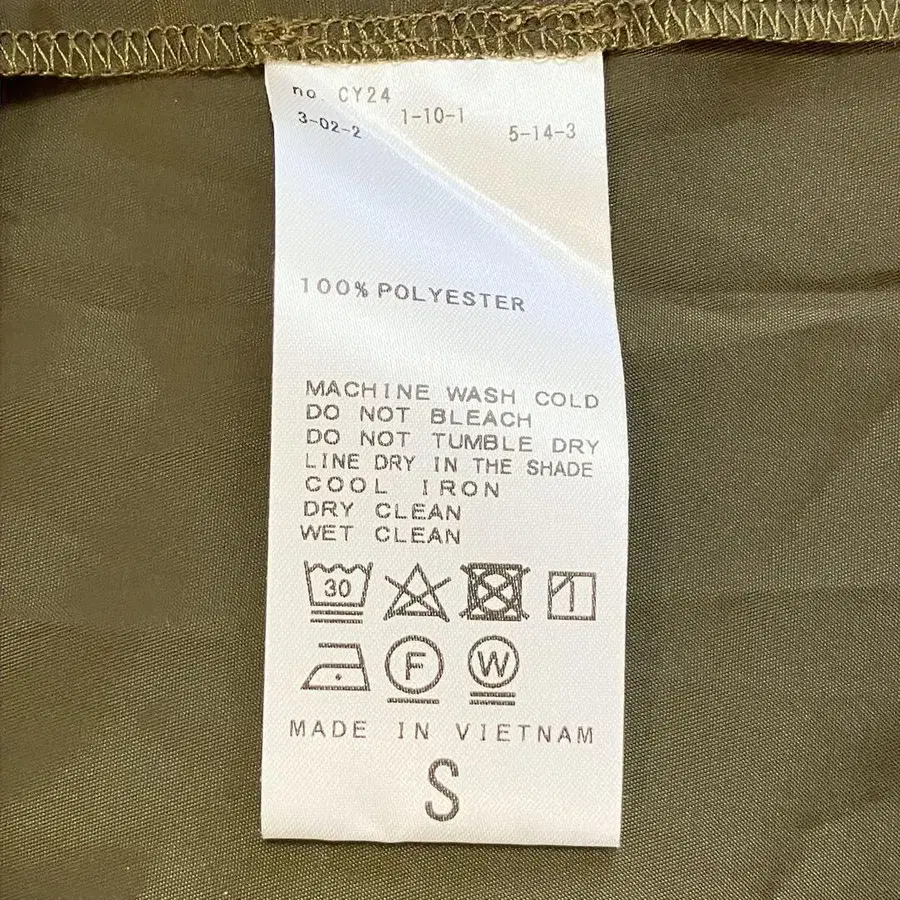 no. CY24
3-02-2 1-10-1 5-14-3
100% POLYESTER
MACHINE WASH COLD
DO NOT BLEACH
DO NOT TUMBLE DRY
LINE DRY IN THE SHADE
COOL IRON
DRY CLEAN
WET CLEAN
30
F W
MADE IN VIETNAM
S